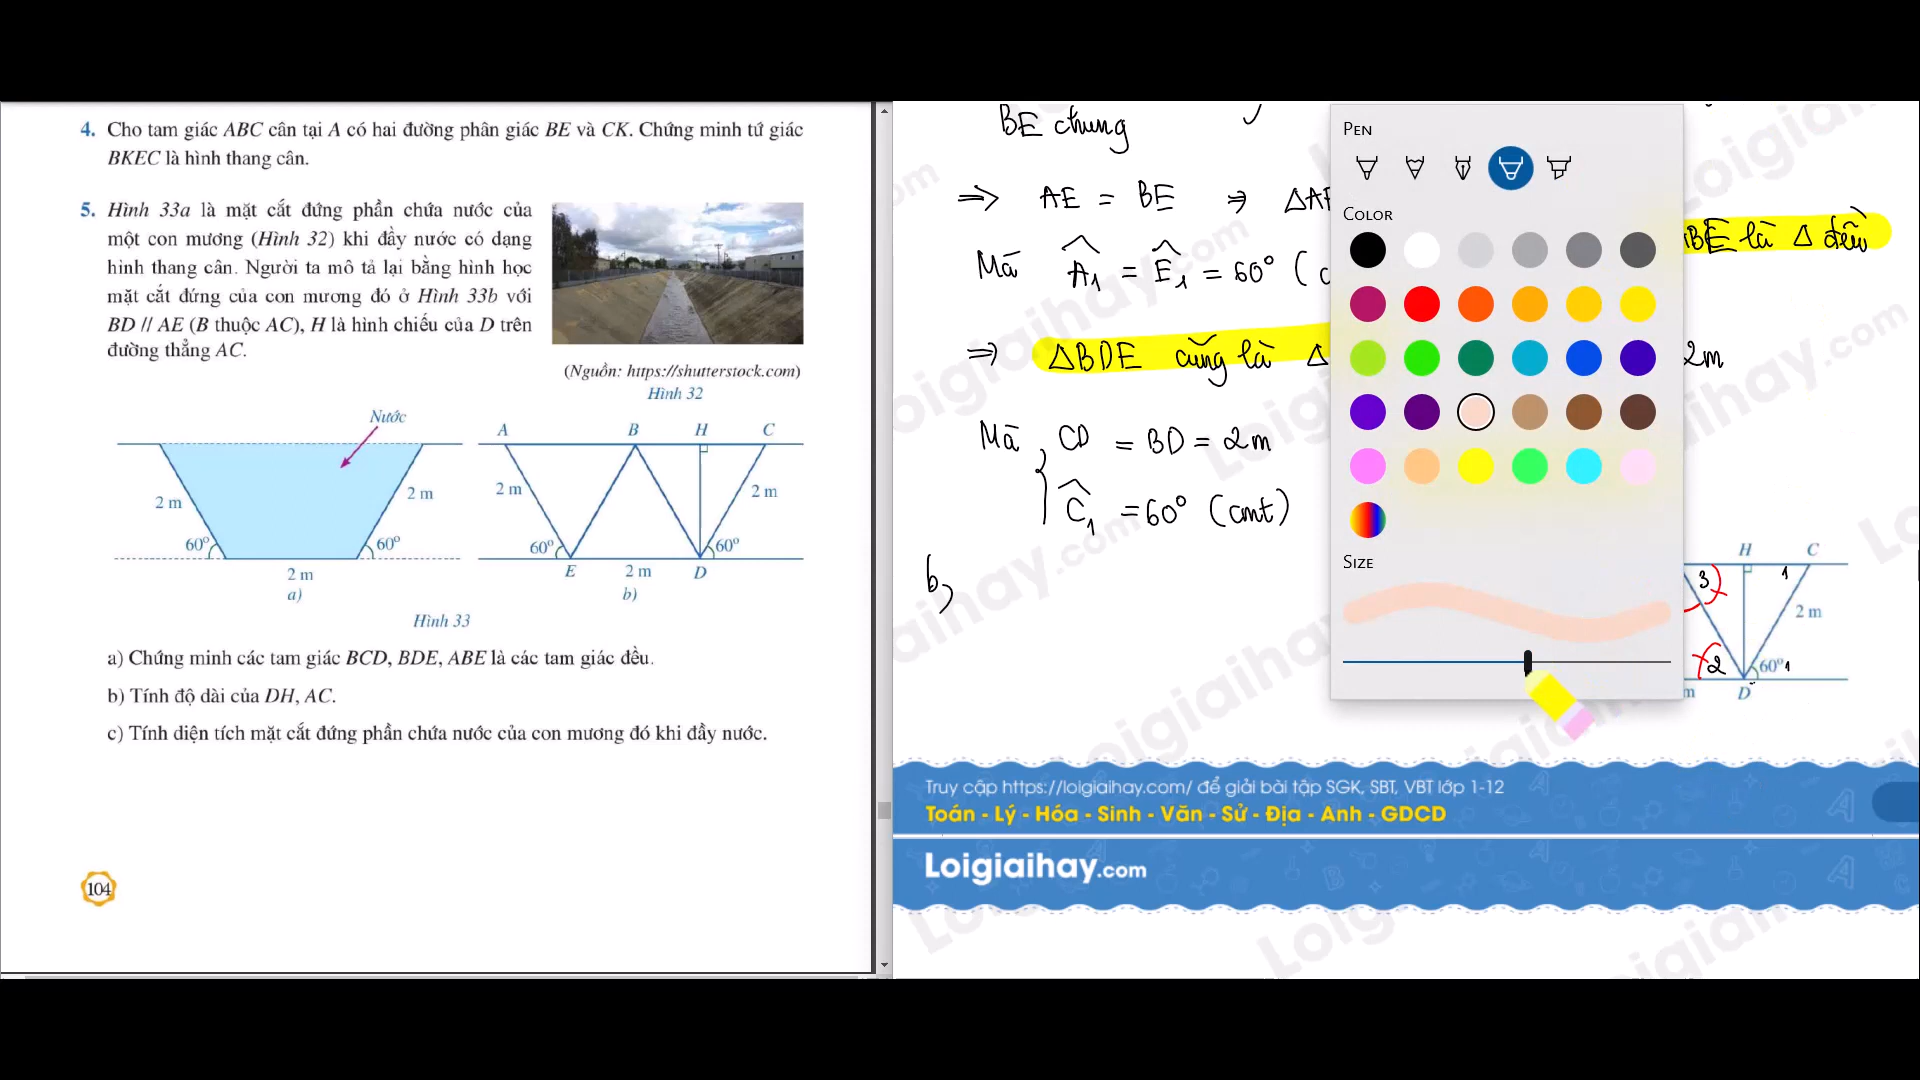 4. Cho tam giác ABC cân tại A có hai đường phân giác BE và CK. Chứng minh tứ giác
BKEC là hình thang cân.
5. Hình 33a là mặt cắt đứng phần chứa nước của
một con mương (Hình 32) khi đầy nước có dạng
hình thang cân. Người ta mô tả lại bằng hình học
mặt cắt đứng của con mương đó ở Hình 33b với
BD // AE (B thuộc AC), H là hình chiếu của D trên
đường thẳng AC.
(Nguồn: https://shutterstock.com)
Hình 32
Nước
2 m
2 m
60°
60°
2 m
a)
A B H C
2 m
2 m
60°
60°
E 2 m D
b)
Hình 33
a) Chứng minh các tam giác BCD, BDE, ABE là các tam giác đều.
b) Tính độ dài của DH, AC.
c) Tính diện tích mặt cắt đứng phần chứa nước của con mương đó khi đầy nước.
104
BE chung
⇒ AE = BE ⇒ ΔAE
BE là Δ đều
Mà Â1 = Ê1 = 60° (c
⇒ ΔBDE cũng là Δ
2m
Mà CD = BD = 2m
Ĉ1 = 60° (cmt)
b)
PEN
COLOR
SIZE
H C
3 1
2 m
2 60° 1
m D
Truy cập https://loigiaihay.com/ để giải bài tập SGK, SBT, VBT lớp 1-12
Toán - Lý - Hóa - Sinh - Văn - Sử - Địa - Anh - GDCD
Loigiaihay.com